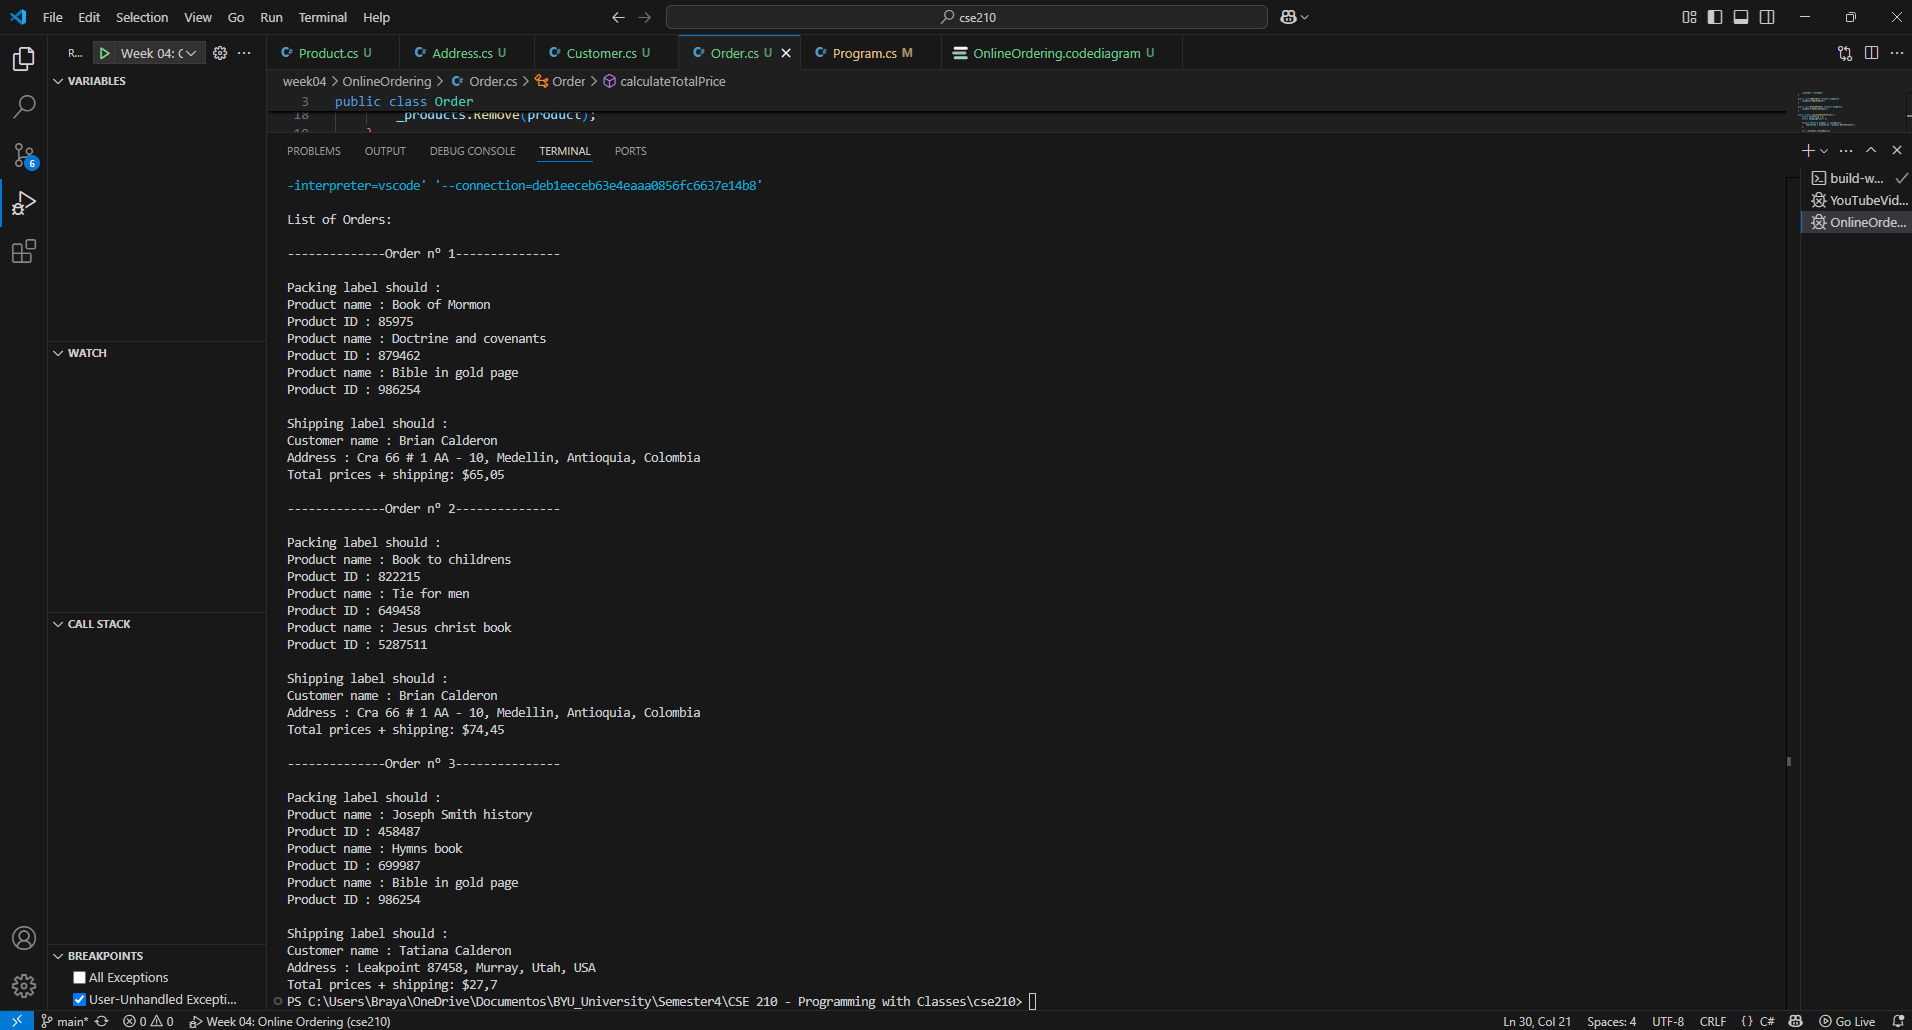 File Edit Selection View Go Run Terminal Help
cse210
R... Week 04: C
Product.cs U
Address.cs U
Customer.cs U
Order.cs U
Program.cs M
OnlineOrdering.codediagram U
week04 > OnlineOrdering > Order.cs > Order > calculateTotalPrice
3 public class Order
18 _products.Remove(product);
VARIABLES
WATCH
CALL STACK
BREAKPOINTS
All Exceptions
User-Unhandled Excepti...
PROBLEMS OUTPUT DEBUG CONSOLE TERMINAL PORTS
-interpreter=vscode' '--connection=deb1eeceb63e4eaaa0856fc6637e14b8'
List of Orders:
--------------Order nº 1---------------
Packing label should :
Product name : Book of Mormon
Product ID : 85975
Product name : Doctrine and covenants
Product ID : 879462
Product name : Bible in gold page
Product ID : 986254
Shipping label should :
Customer name : Brian Calderon
Address : Cra 66 # 1 AA - 10, Medellin, Antioquia, Colombia
Total prices + shipping: $65,05
--------------Order nº 2---------------
Packing label should :
Product name : Book to childrens
Product ID : 822215
Product name : Tie for men
Product ID : 649458
Product name : Jesus christ book
Product ID : 5287511
Shipping label should :
Customer name : Brian Calderon
Address : Cra 66 # 1 AA - 10, Medellin, Antioquia, Colombia
Total prices + shipping: $74,45
--------------Order nº 3---------------
Packing label should :
Product name : Joseph Smith history
Product ID : 458487
Product name : Hymns book
Product ID : 699987
Product name : Bible in gold page
Product ID : 986254
Shipping label should :
Customer name : Tatiana Calderon
Address : Leakpoint 87458, Murray, Utah, USA
Total prices + shipping: $27,7
PS C:\Users\Braya\OneDrive\Documentos\BYU_University\Semester4\CSE 210 - Programming with Classes\cse210>
build-w...
YouTubeVid...
OnlineOrde...
6
main* 0 0 Week 04: Online Ordering (cse210)
Ln 30, Col 21 Spaces: 4 UTF-8 CRLF {} C# Go Live